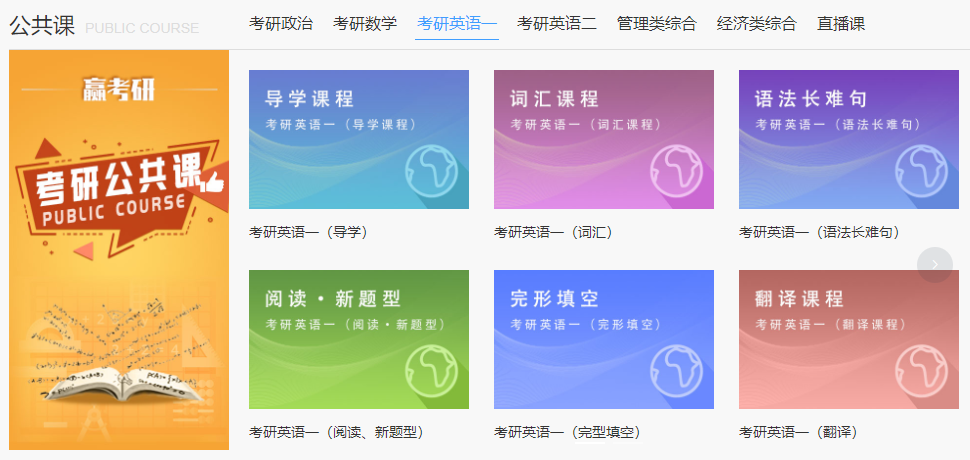 公共课 PUBLIC COURSE
考研政治 考研数学 考研英语一 考研英语二 管理类综合 经济类综合 直播课
赢考研
考研公共课
PUBLIC COURSE
导学课程
考研英语一（导学课程）
考研英语一（导学）
词汇课程
考研英语一（词汇课程）
考研英语一（词汇）
语法长难句
考研英语一（语法长难句）
考研英语一（语法长难句）
阅读·新题型
考研英语一（阅读·新题型）
考研英语一（阅读、新题型）
完形填空
考研英语一（完形填空）
考研英语一（完型填空）
翻译课程
考研英语一（翻译课程）
考研英语一（翻译）